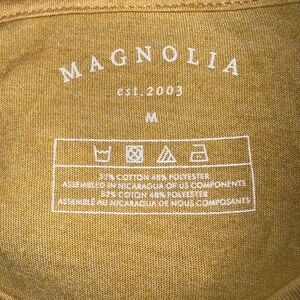 MAGNOLIA
est.2003
M
52% COTTON 48% POLYESTER
ASSEMBLED IN NICARAGUA OF US COMPONENTS
52% COTON 48% POLYESTER
ASSEMBLÉ AU NICARAGUA DE NOUS COMPOSANTS